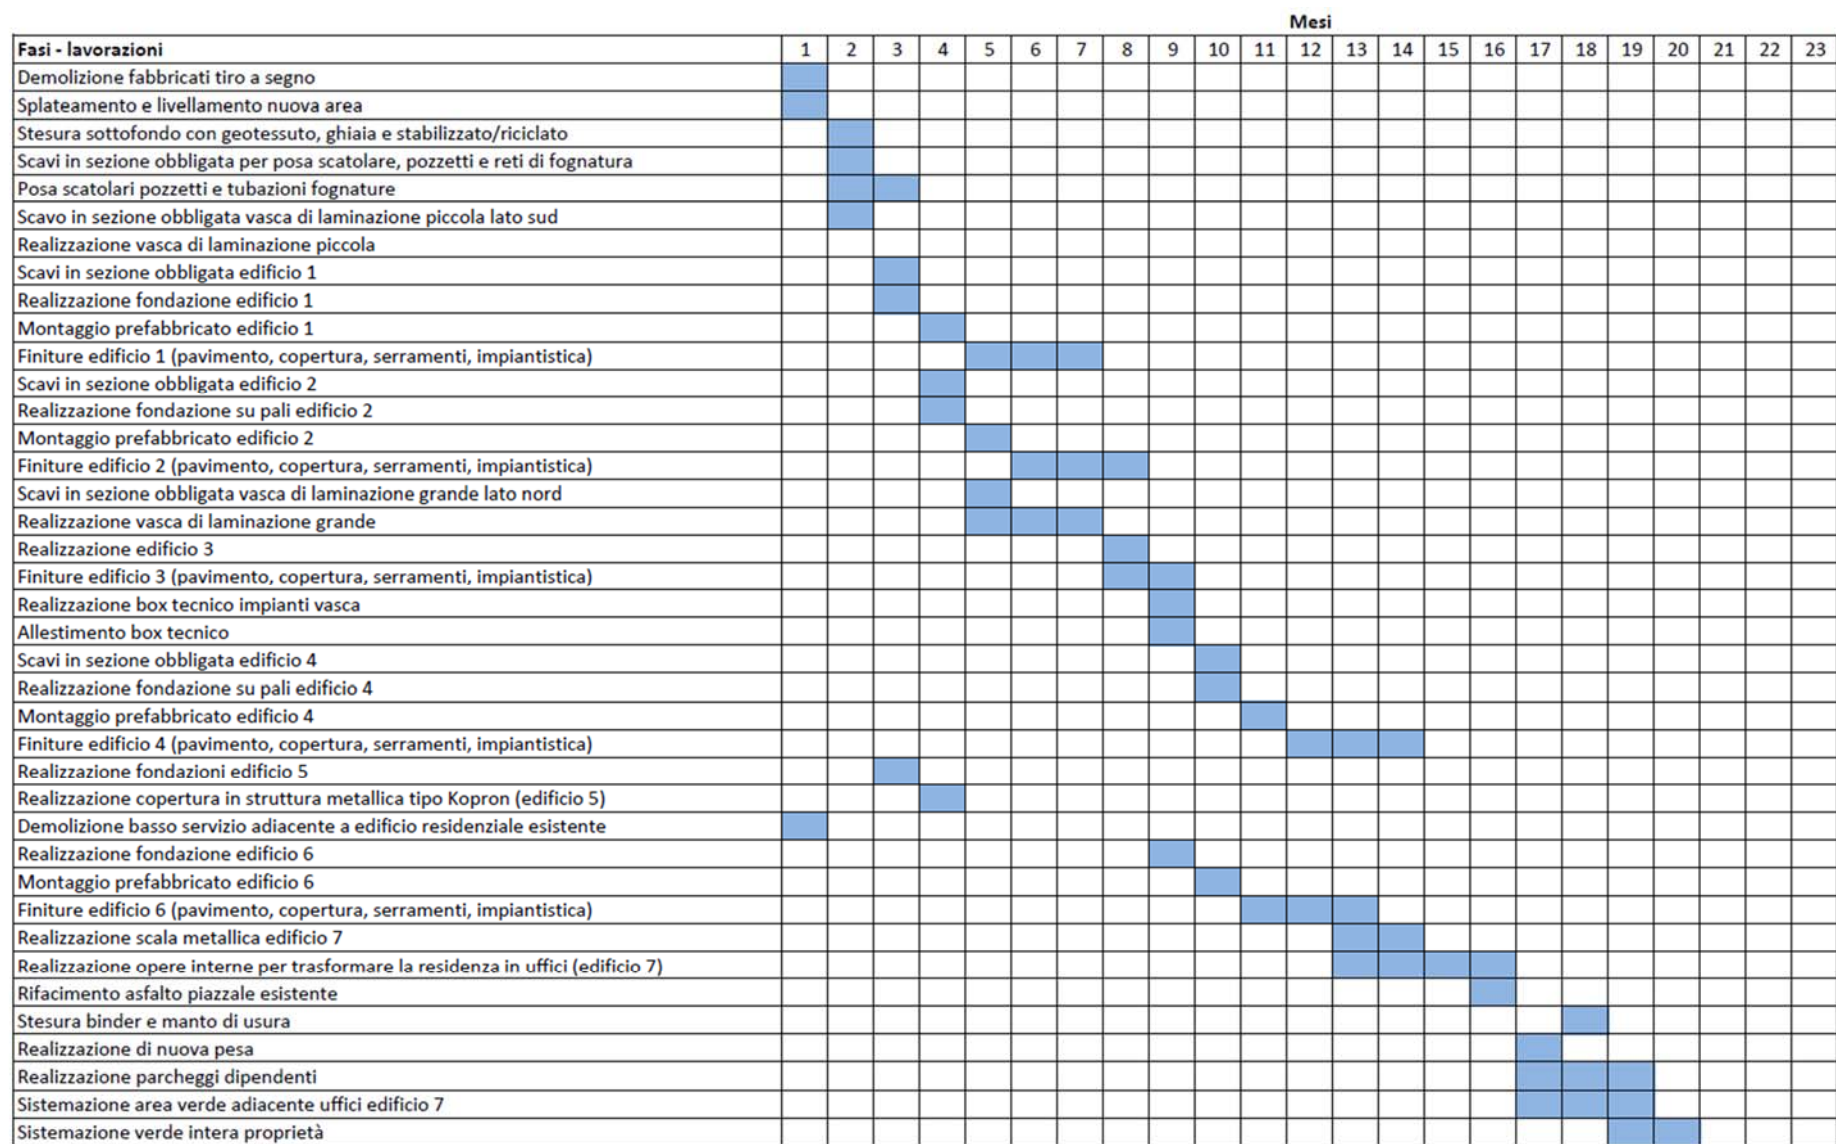 Mesi
Fasi - lavorazioni 1 2 3 4 5 6 7 8 9 10 11 12 13 14 15 16 17 18 19 20 21 22 23
Demolizione fabbricati tiro a segno
Splateamento e livellamento nuova area
Stesura sottofondo con geotessuto, ghiaia e stabilizzato/riciclato
Scavi in sezione obbligata per posa scatolare, pozzetti e reti di fognatura
Posa scatolari pozzetti e tubazioni fognature
Scavo in sezione obbligata vasca di laminazione piccola lato sud
Realizzazione vasca di laminazione piccola
Scavi in sezione obbligata edificio 1
Realizzazione fondazione edificio 1
Montaggio prefabbricato edificio 1
Finiture edificio 1 (pavimento, copertura, serramenti, impiantistica)
Scavi in sezione obbligata edificio 2
Realizzazione fondazione su pali edificio 2
Montaggio prefabbricato edificio 2
Finiture edificio 2 (pavimento, copertura, serramenti, impiantistica)
Scavi in sezione obbligata vasca di laminazione grande lato nord
Realizzazione vasca di laminazione grande
Realizzazione edificio 3
Finiture edificio 3 (pavimento, copertura, serramenti, impiantistica)
Realizzazione box tecnico impianti vasca
Allestimento box tecnico
Scavi in sezione obbligata edificio 4
Realizzazione fondazione su pali edificio 4
Montaggio prefabbricato edificio 4
Finiture edificio 4 (pavimento, copertura, serramenti, impiantistica)
Realizzazione fondazioni edificio 5
Realizzazione copertura in struttura metallica tipo Kopron (edificio 5)
Demolizione basso servizio adiacente a edificio residenziale esistente
Realizzazione fondazione edificio 6
Montaggio prefabbricato edificio 6
Finiture edificio 6 (pavimento, copertura, serramenti, impiantistica)
Realizzazione scala metallica edificio 7
Realizzazione opere interne per trasformare la residenza in uffici (edificio 7)
Rifacimento asfalto piazzale esistente
Stesura binder e manto di usura
Realizzazione di nuova pesa
Realizzazione parcheggi dipendenti
Sistemazione area verde adiacente uffici edificio 7
Sistemazione verde intera proprietà